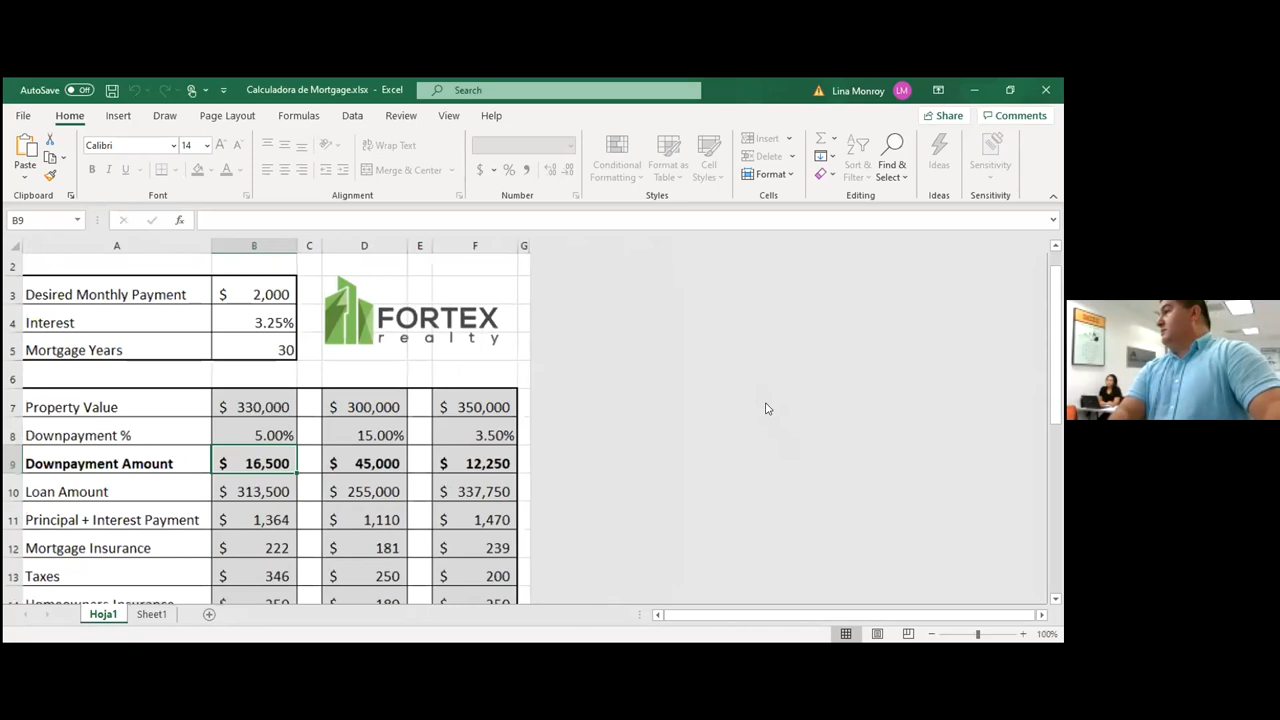 AutoSave Off Calculadora de Mortgage.xlsx - Excel Search Lina Monroy LM
File Home Insert Draw Page Layout Formulas Data Review View Help Share Comments
Calibri 14 Wrap Text Insert
Paste Merge & Center Conditional Formatting Format as Table Cell Styles Delete Format Sort & Filter Find & Select Ideas Sensitivity
Clipboard Font Alignment Number Styles Cells Editing Ideas Sensitivity
B9 fx
A B C D E F G
2
3 Desired Monthly Payment $ 2,000
4 Interest 3.25%
5 Mortgage Years 30
FORTEX
realty
6
7 Property Value $ 330,000 $ 300,000 $ 350,000
8 Downpayment % 5.00% 15.00% 3.50%
9 Downpayment Amount $ 16,500 $ 45,000 $ 12,250
10 Loan Amount $ 313,500 $ 255,000 $ 337,750
11 Principal + Interest Payment $ 1,364 $ 1,110 $ 1,470
12 Mortgage Insurance $ 222 $ 181 $ 239
13 Taxes $ 346 $ 250 $ 200
Hoja1 Sheet1
100%